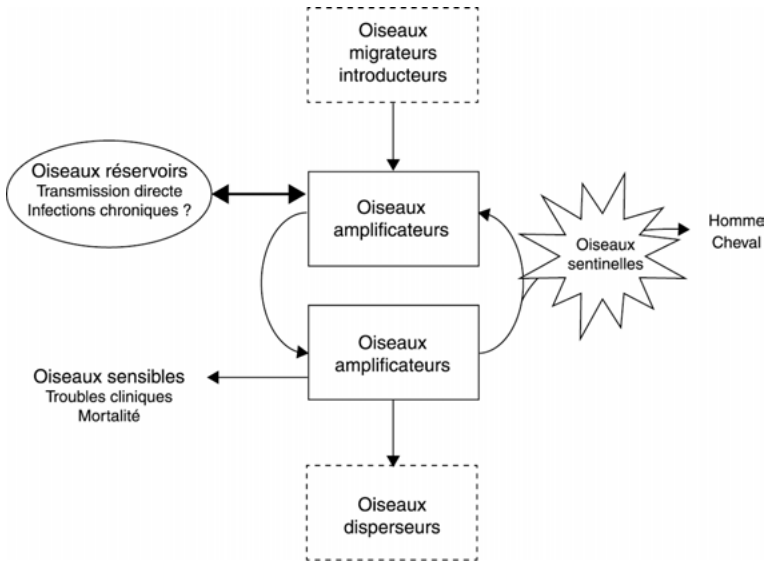 Oiseaux
migrateurs
introducteurs
Oiseaux réservoirs
Transmission directe
Infections chroniques ?
Oiseaux
amplificateurs
Oiseaux
sentinelles
Homme
Cheval
Oiseaux
amplificateurs
Oiseaux sensibles
Troubles cliniques
Mortalité
Oiseaux
disperseurs